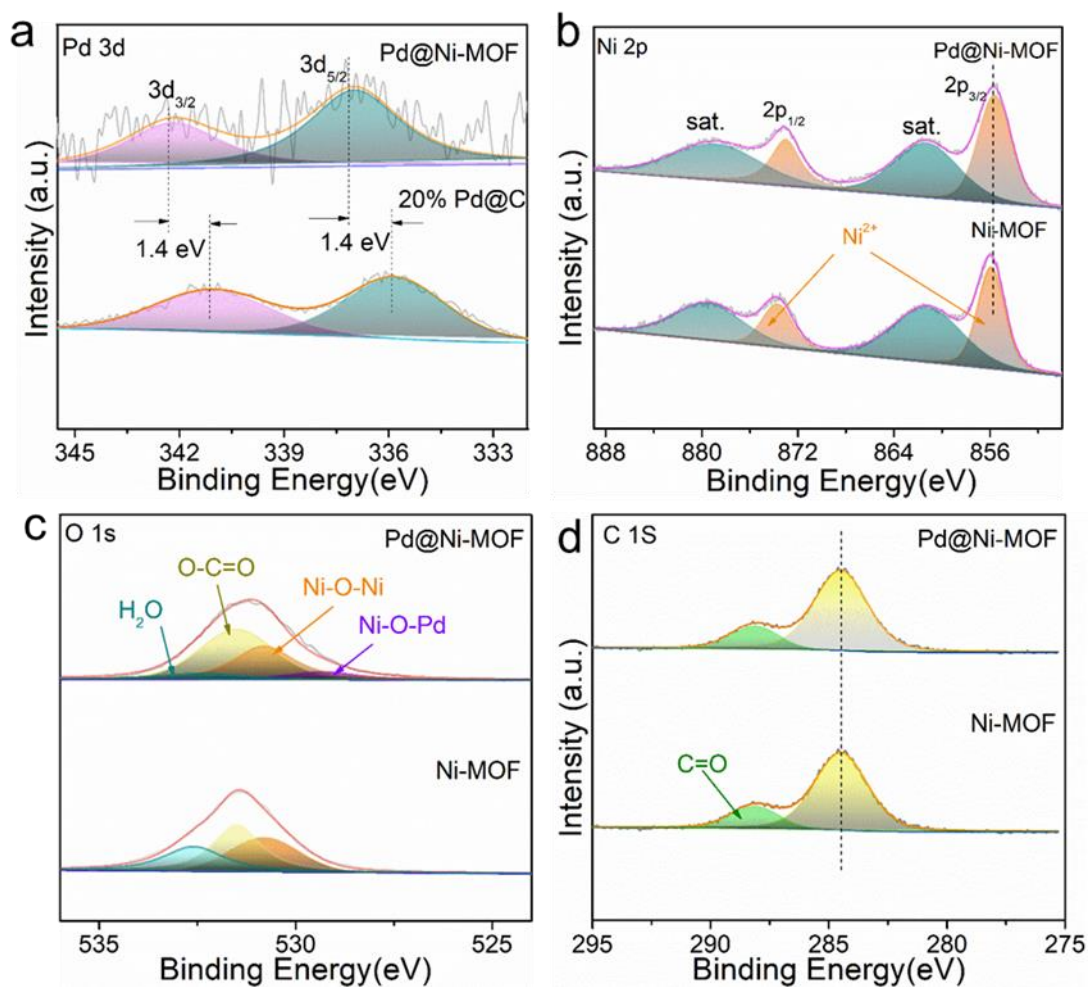 a
Pd 3d
Pd@Ni-MOF
3d5/2
3d3/2
20% Pd@C
1.4 eV
1.4 eV
Intensity (a.u.)
345
342
339
336
333
Binding Energy(eV)
b
Ni 2p
Pd@Ni-MOF
2p3/2
2p1/2
sat.
sat.
Ni-MOF
Ni2+
Intensity (a.u.)
888
880
872
864
856
Binding Energy(eV)
c
O 1s
Pd@Ni-MOF
O-C=O
Ni-O-Ni
H2O
Ni-O-Pd
Ni-MOF
535
530
525
Binding Energy(eV)
d
C 1S
Pd@Ni-MOF
Ni-MOF
C=O
Intensity (a.u.)
295
290
285
280
275
Binding Energy(eV)